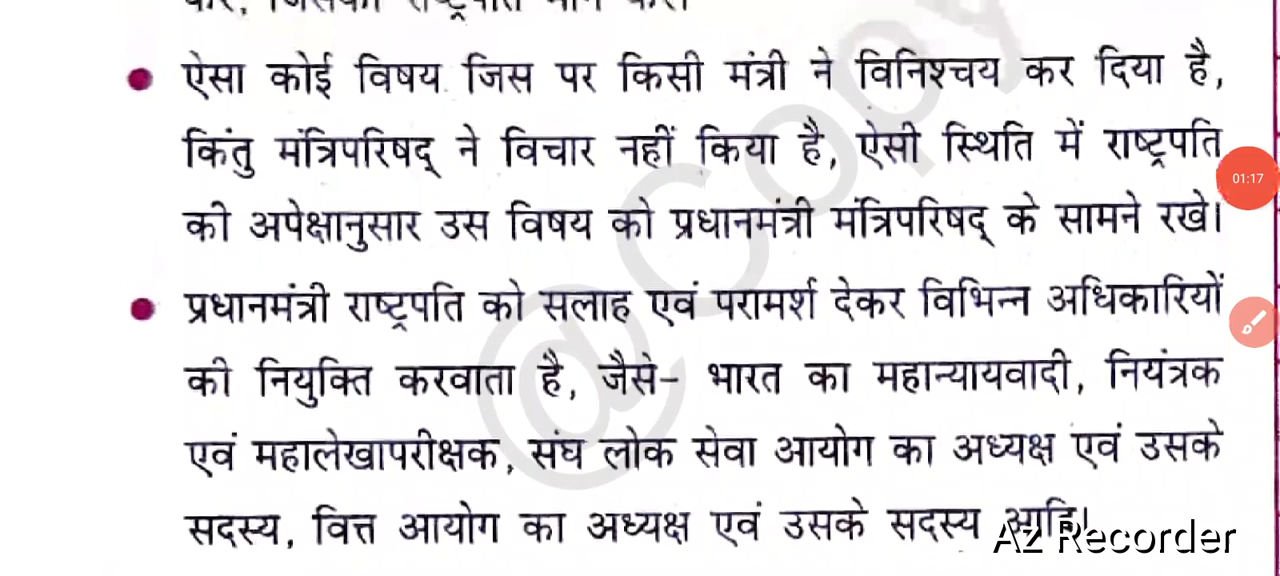 ऐसा कोई विषय जिस पर किसी मंत्री ने विनिश्चय कर दिया है,
किंतु मंत्रिपरिषद् ने विचार नहीं किया है, ऐसी स्थिति में राष्ट्रपति
की अपेक्षानुसार उस विषय को प्रधानमंत्री मंत्रिपरिषद् के सामने रखे।
01:17
प्रधानमंत्री राष्ट्रपति को सलाह एवं परामर्श देकर विभिन्न अधिकारियों
की नियुक्ति करवाता है, जैसे– भारत का महान्यायवादी, नियंत्रक
एवं महालेखापरीक्षक, संघ लोक सेवा आयोग का अध्यक्ष एवं उसके
सदस्य, वित्त आयोग का अध्यक्ष एवं उसके सदस्य आदि।
@Copy
Az Recorder